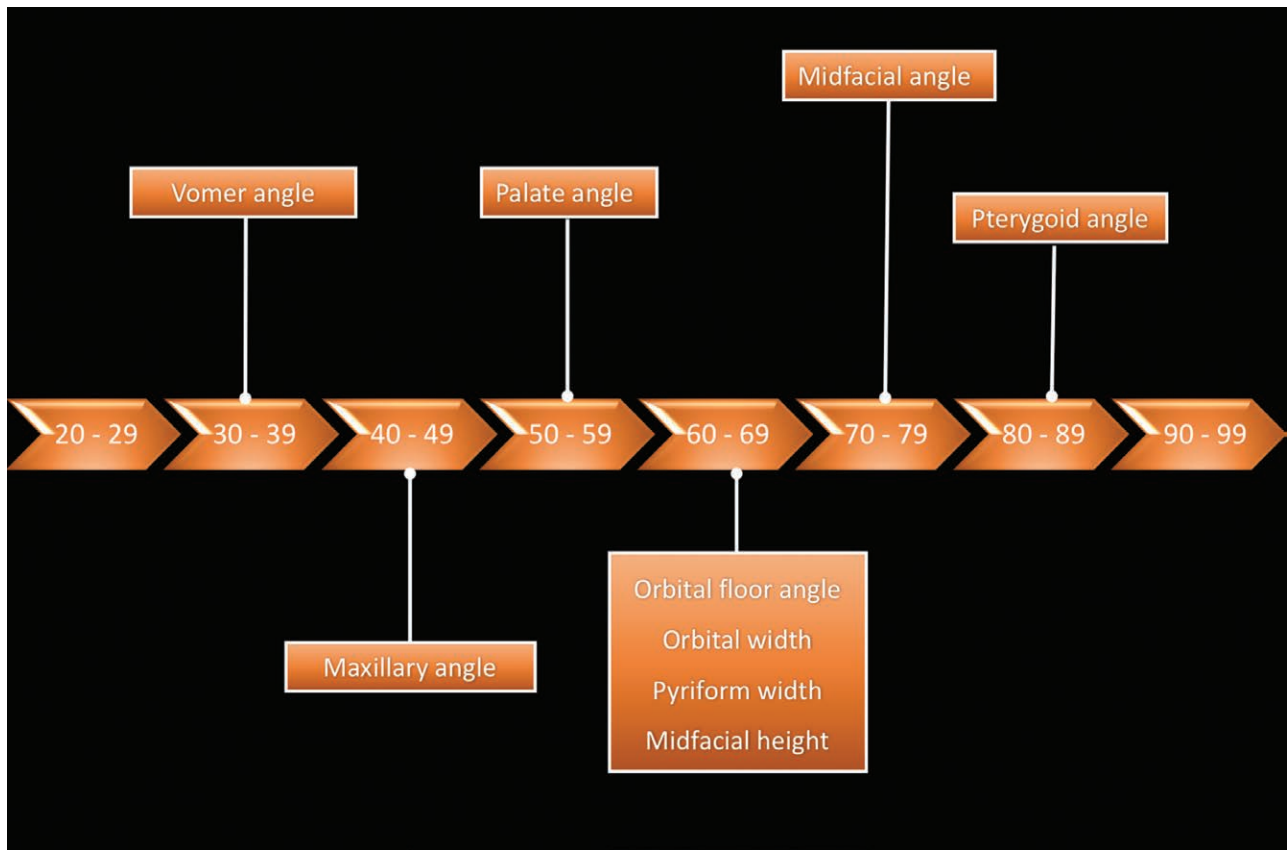 Midfacial angle
Vomer angle
Palate angle
Pterygoid angle
20 - 29
30 - 39
40 - 49
50 - 59
60 - 69
70 - 79
80 - 89
90 - 99
Maxillary angle
Orbital floor angle
Orbital width
Pyriform width
Midfacial height